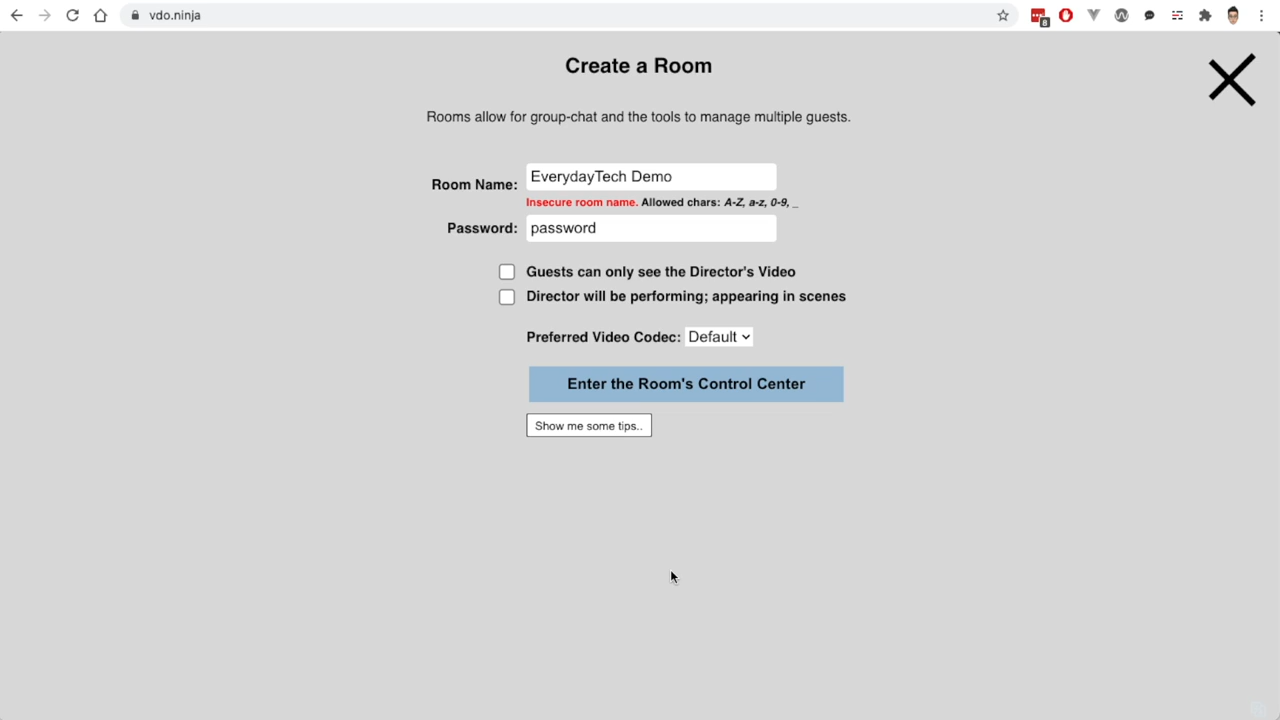 vdo.ninja
8
Create a Room
Rooms allow for group-chat and the tools to manage multiple guests.
Room Name: EverydayTech Demo
Insecure room name. Allowed chars: A-Z, a-z, 0-9, _
Password: password
Guests can only see the Director's Video
Director will be performing; appearing in scenes
Preferred Video Codec: Default
Enter the Room's Control Center
Show me some tips..